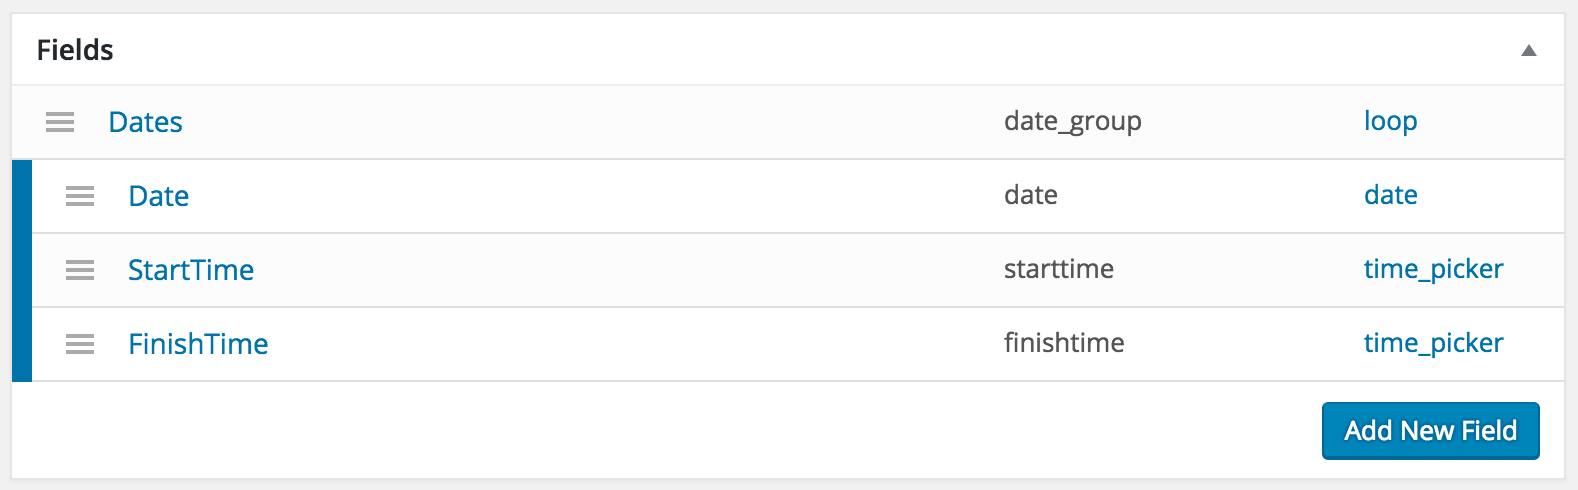 Fields
Dates date_group loop
Date date date
StartTime starttime time_picker
FinishTime finishtime time_picker
Add New Field